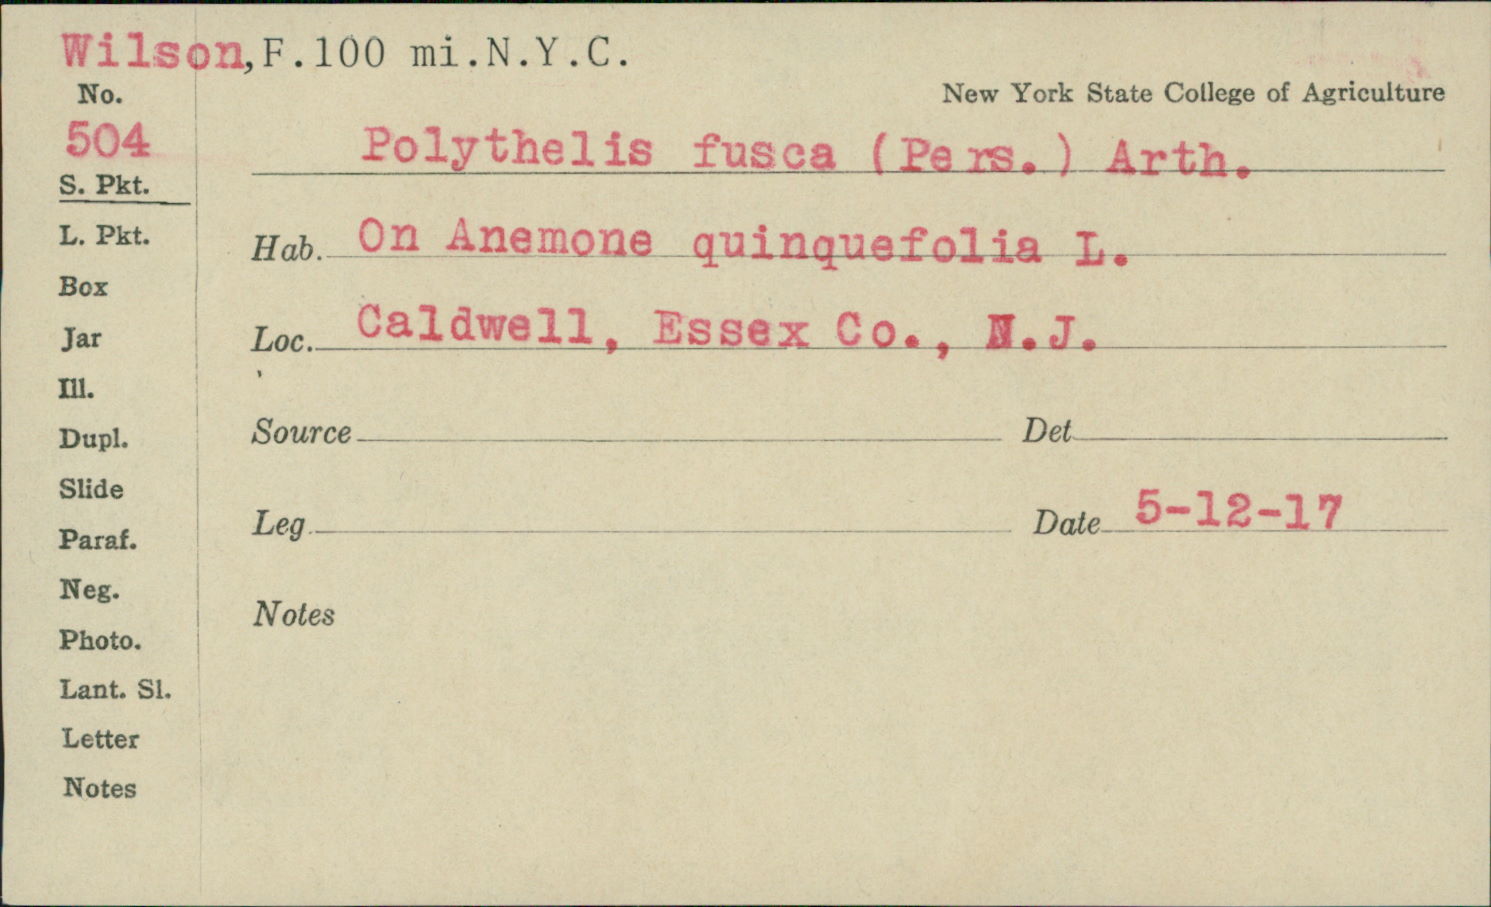 Wilson, F.100 mi.N.Y.C.
No.
New York State College of Agriculture
504
Polythelis fusca (Pers.) Arth.
S. Pkt.
L. Pkt.
Hab. On Anemone quinquefolia L.
Box
Jar
Loc. Caldwell, Essex Co., N.J.
Ill.
Dupl.
Source Det
Slide
Leg. Date 5-12-17
Paraf.
Neg.
Notes
Photo.
Lant. Sl.
Letter
Notes